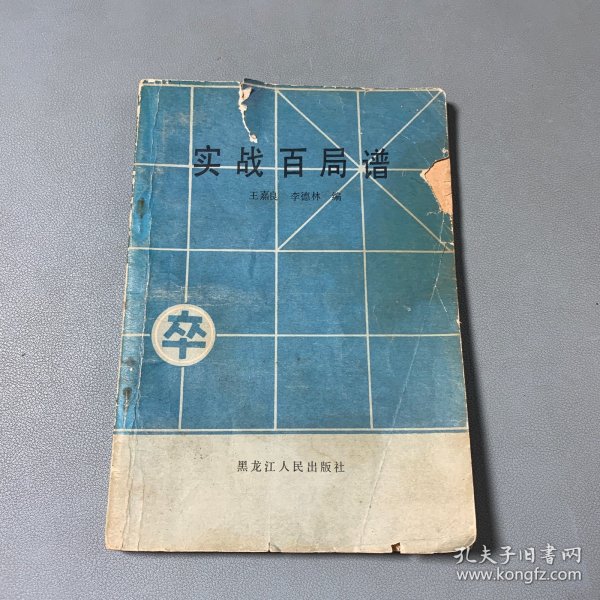 实战百局谱
王嘉良 李德林 编
卒
黑龙江人民出版社
孔夫子旧书网
www.kongfz.com